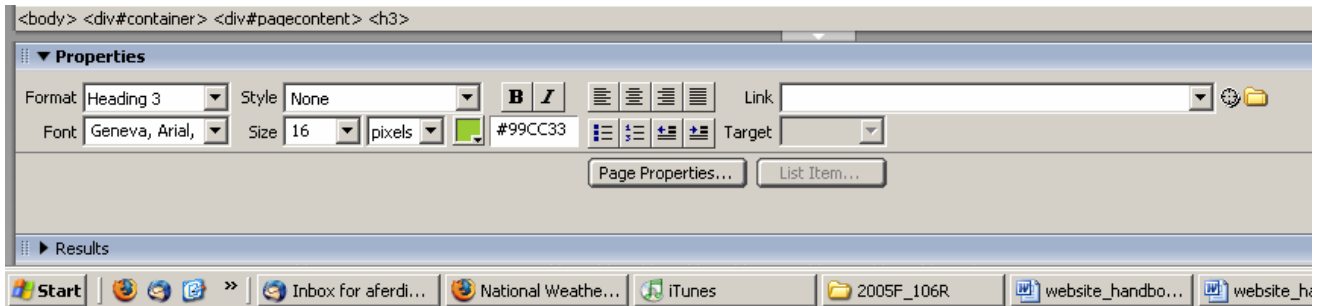 <body> <div#container> <div#pagecontent> <h3>
Properties
Format Heading 3 Style None B I Link
Font Geneva, Arial, Size 16 pixels #99CC33 Target
Page Properties... List Item...
Results
Start » Inbox for aferdi... National Weathe... iTunes 2005F_106R website_handbo... website_ha